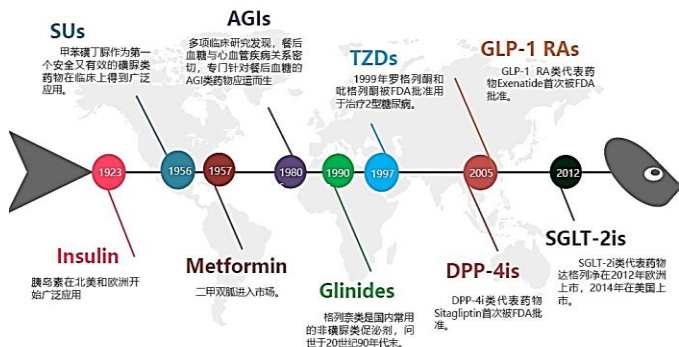 SUs
甲苯磺丁脲作为第一
个安全又有效的磺脲类
药物在临床上得到广泛
应用。
AGIs
多项临床研究发现，餐后
血糖与心血管疾病关系密
切，专门针对餐后血糖的
AGI类药物应运而生
TZDs
1999年罗格列酮和
吡格列酮被FDA批准用
于治疗2型糖尿病。
GLP-1 RAs
GLP-1 RA类代表药
物Exenatide首次被FDA
批准。
1923
1956
1957
1980
1990
1997
2005
2012
Insulin
胰岛素在北美和欧洲开
始广泛应用
Metformin
二甲双胍进入市场。
Glinides
格列奈类是国内常用
的非磺脲类促泌剂，问
世于20世纪90年代末。
DPP-4is
DPP-4i类代表药物
Sitagliptin首次被FDA批
准。
SGLT-2is
SGLT-2i类代表药物
达格列净在2012年欧洲
上市，2014年在美国上
市。